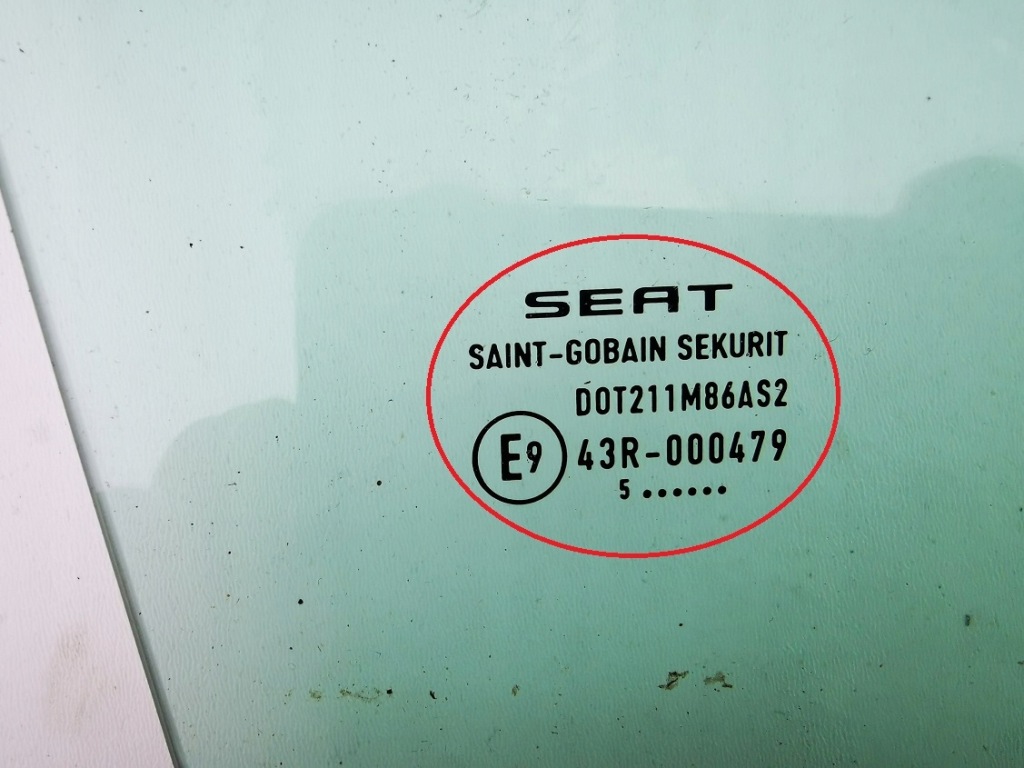 SEAT
SAINT-GOBAIN SEKURIT
DOT211M86AS2
E9 43R-000479
5 ......